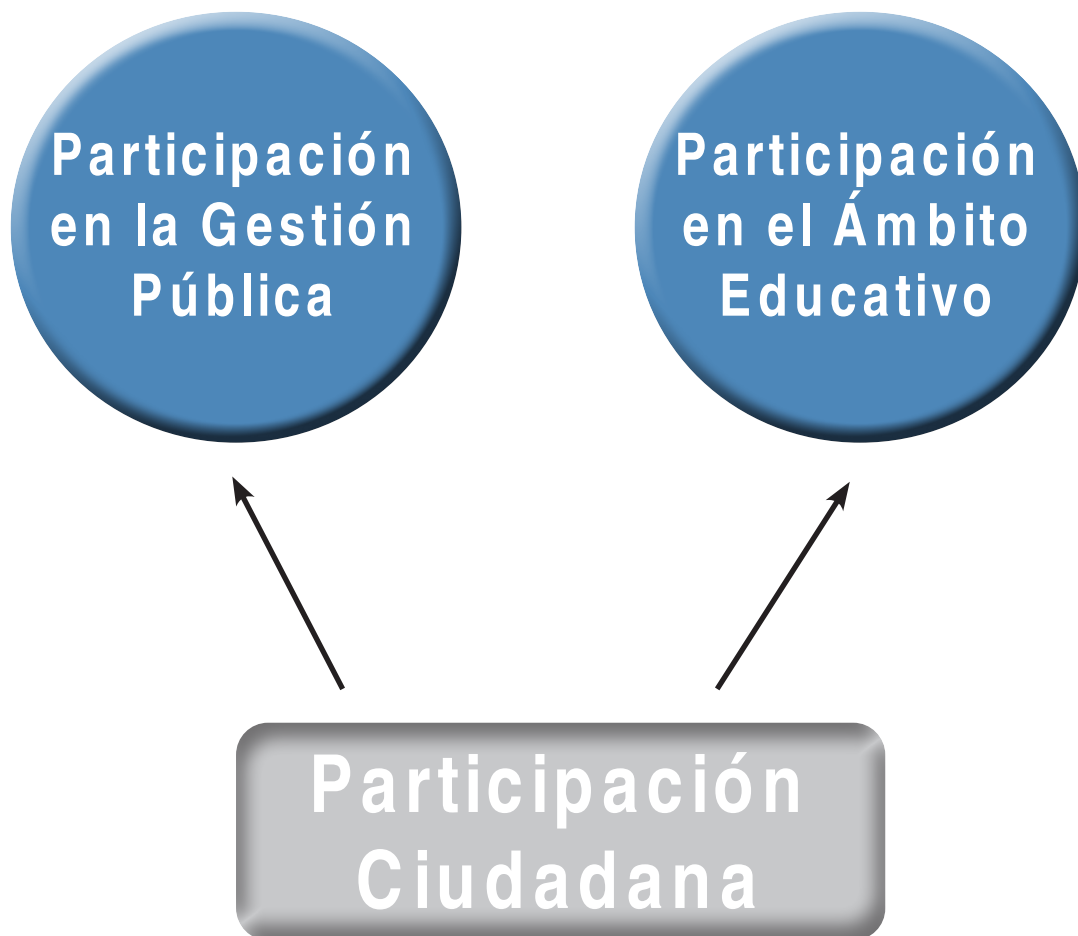 Participación
en la Gestión
Pública
Participación
en el Ámbito
Educativo
Participación
Ciudadana